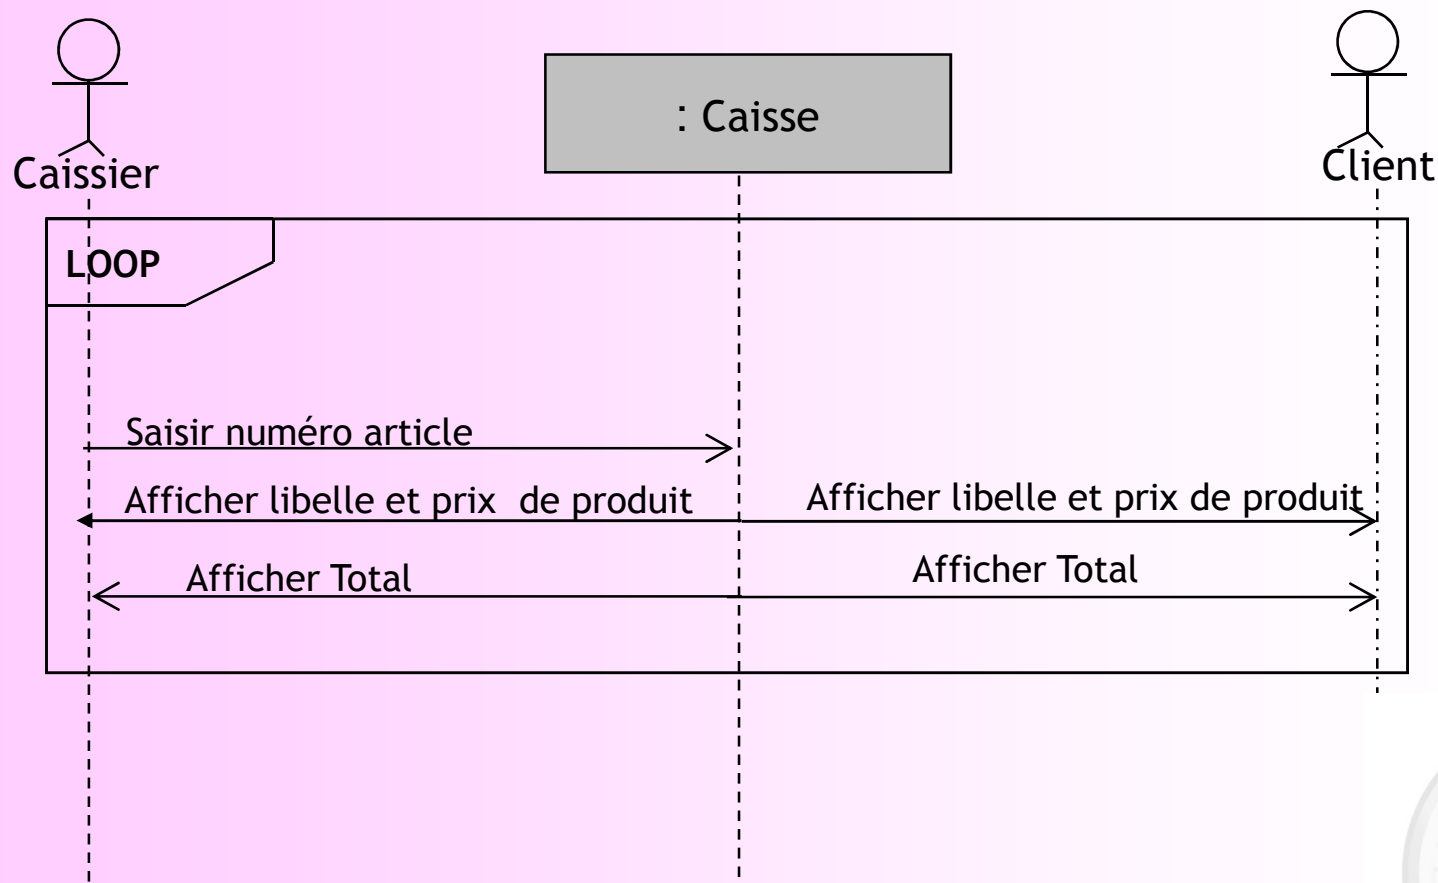 : Caisse
Caissier
Client
LOOP
Saisir numéro article
Afficher libelle et prix  de produit
Afficher libelle et prix de produit
Afficher Total
Afficher Total